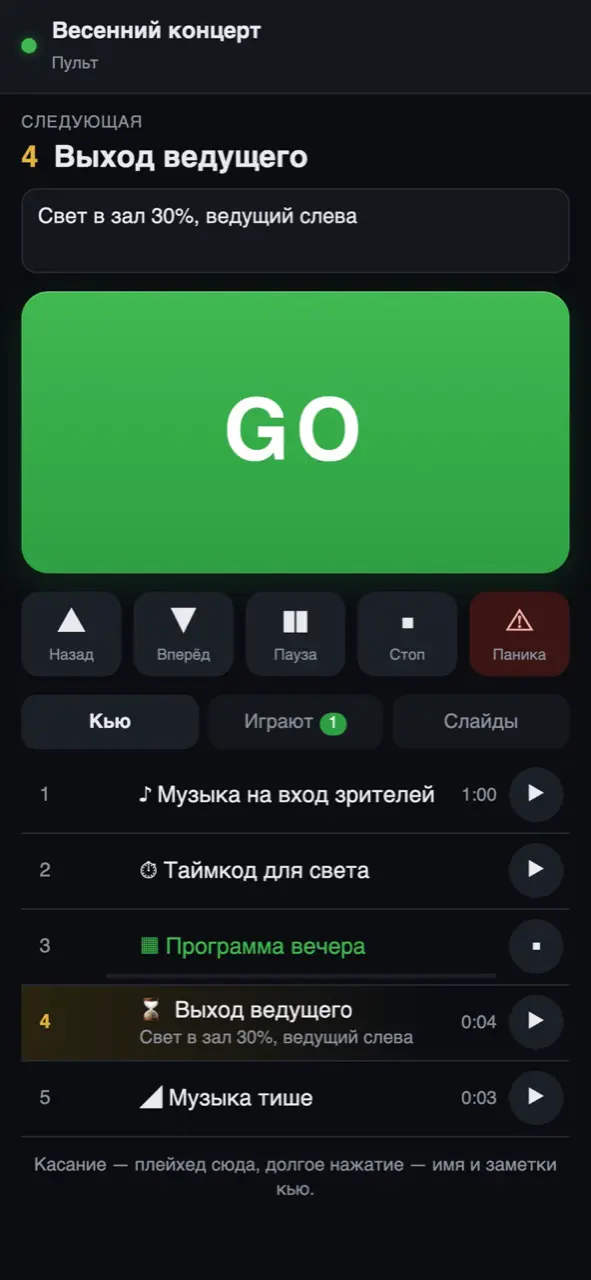 Весенний концерт
Пульт
СЛЕДУЮЩАЯ
4 Выход ведущего
Свет в зал 30%, ведущий слева
GO
Назад Вперёд Пауза Стоп Паника
Кью Играют 1 Слайды
1 Музыка на вход зрителей 1:00
2 Таймкод для света
3 Программа вечера
4 Выход ведущего 0:04
Свет в зал 30%, ведущий слева
5 Музыка тише 0:03
Касание — плейхед сюда, долгое нажатие — имя и заметки
кью.